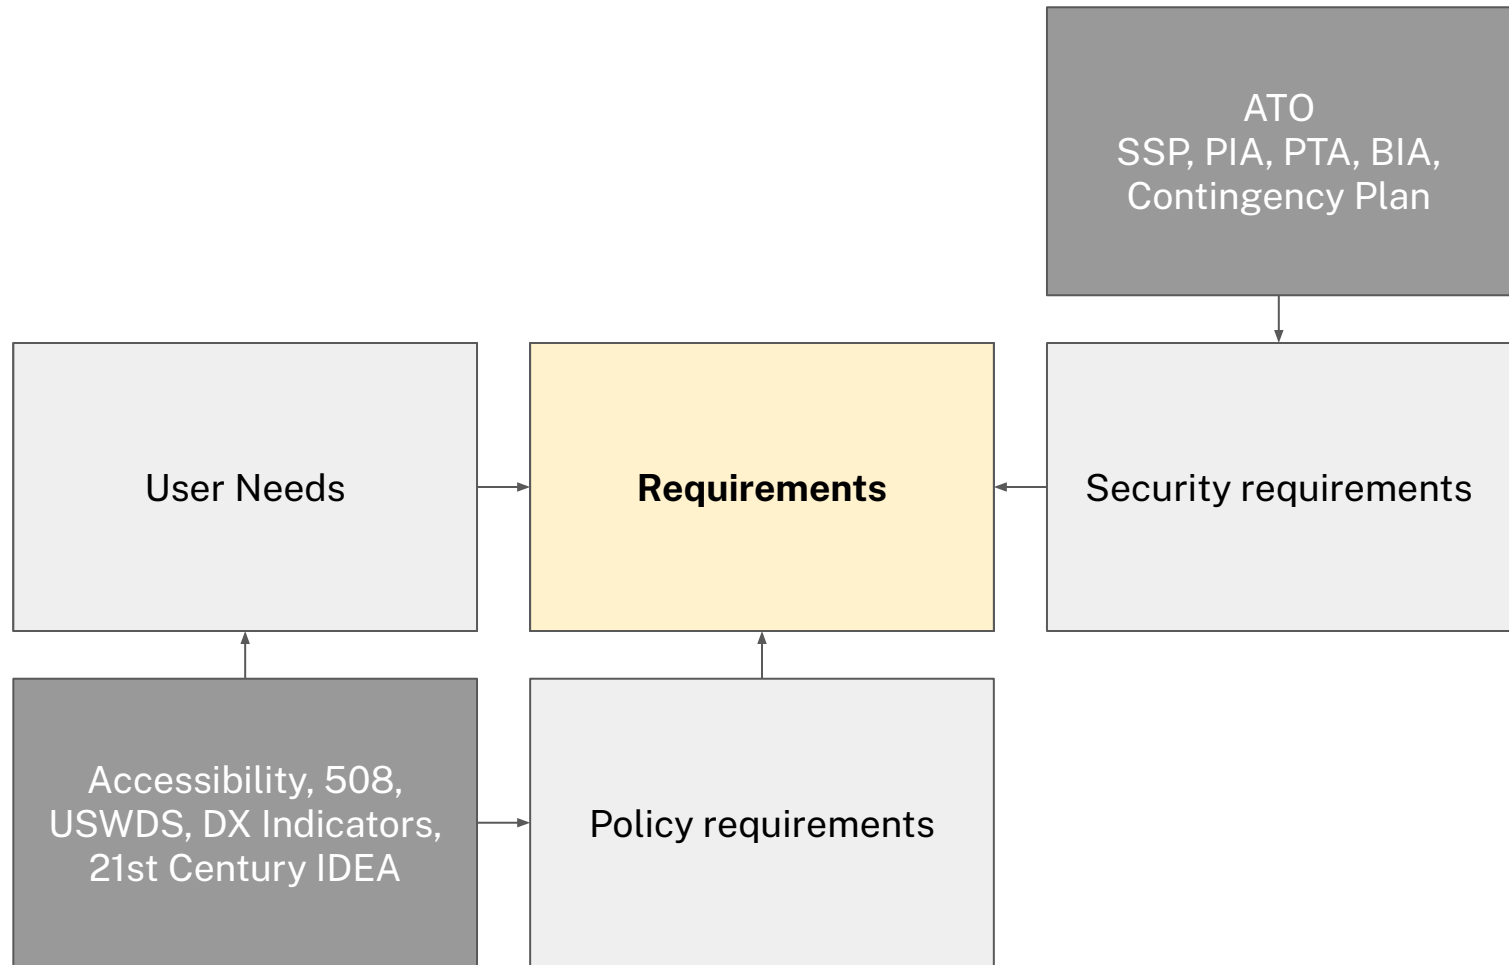 ATO
SSP, PIA, PTA, BIA,
Contingency Plan
User Needs
Requirements
Security requirements
Accessibility, 508,
USWDS, DX Indicators,
21st Century IDEA
Policy requirements